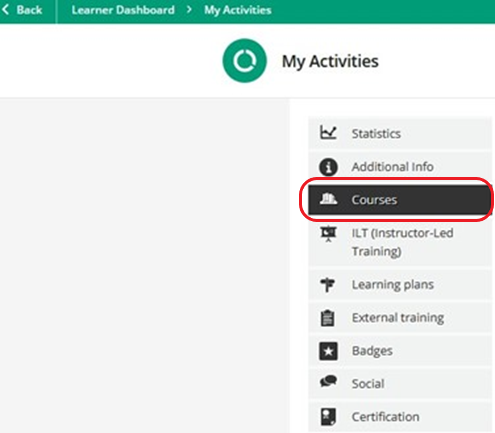 Back Learner Dashboard > My Activities
My Activities
Statistics
Additional Info
Courses
ILT (Instructor-Led
Training)
Learning plans
External training
Badges
Social
Certification